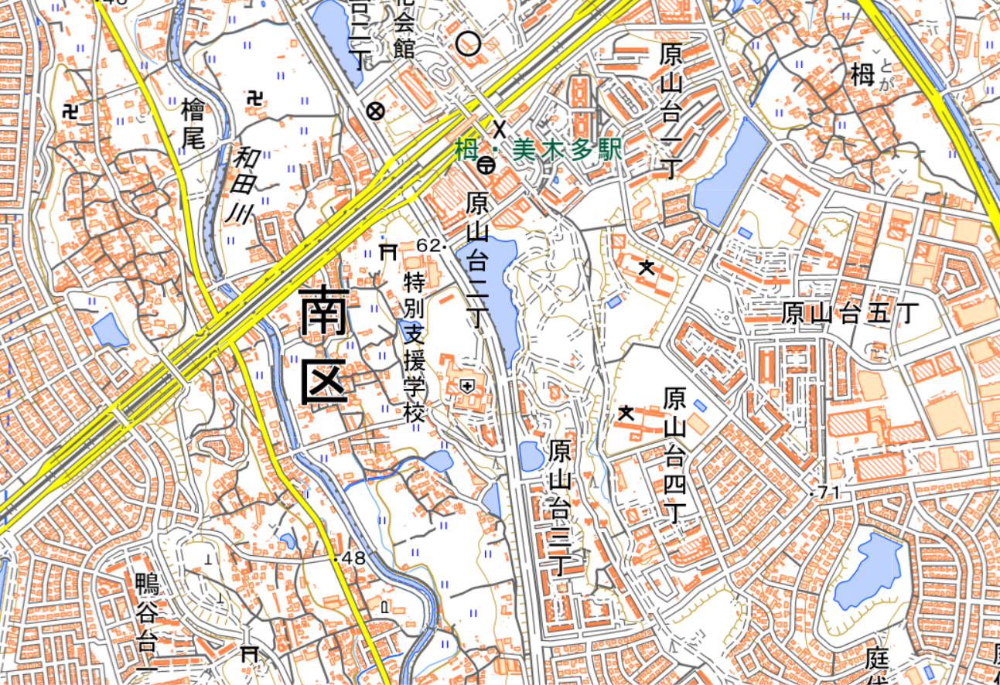 会館
原山台一丁
栂
とが
檜尾
和田川
栂・美木多駅
原山台二丁
62
特別支援学校
南区
原山台五丁
原山台四丁
原山台三丁
71
48
鴨谷台一
庭代